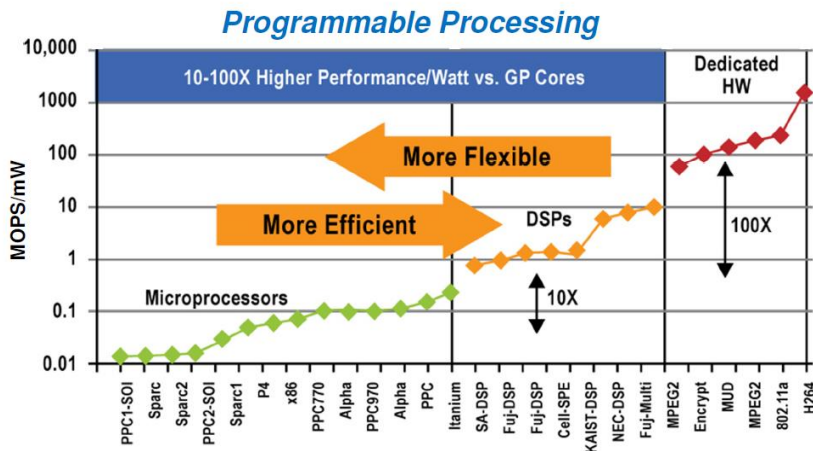 Programmable Processing
10,000
1000
100
10
1
0.1
0.01
MOPS/mW
10-100X Higher Performance/Watt vs. GP Cores
Dedicated
HW
More Flexible
More Efficient
DSPs
100X
10X
Microprocessors
PPC1-SOI
Sparc
Sparc2
PPC2-SOI
Sparc1
P4
x86
PPC770
Alpha
PPC970
Alpha
PPC
Itanium
SA-DSP
Fuj-DSP
Fuj-DSP
Cell-SPE
KAIST-DSP
NEC-DSP
Fuj-Multi
MPEG2
Encrypt
MUD
MPEG2
802.11a
H264